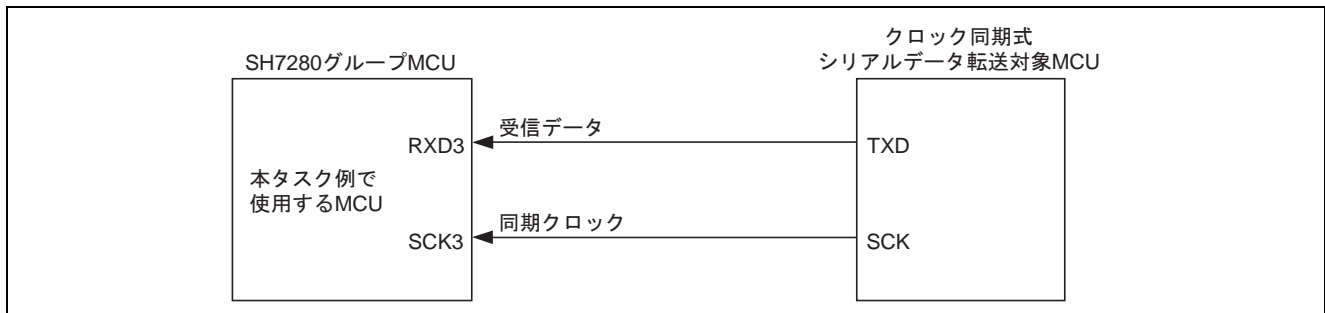 SH7280グループMCU
クロック同期式
シリアルデータ転送対象MCU
RXD3
受信データ
TXD
本タスク例で
使用するMCU
SCK3
同期クロック
SCK